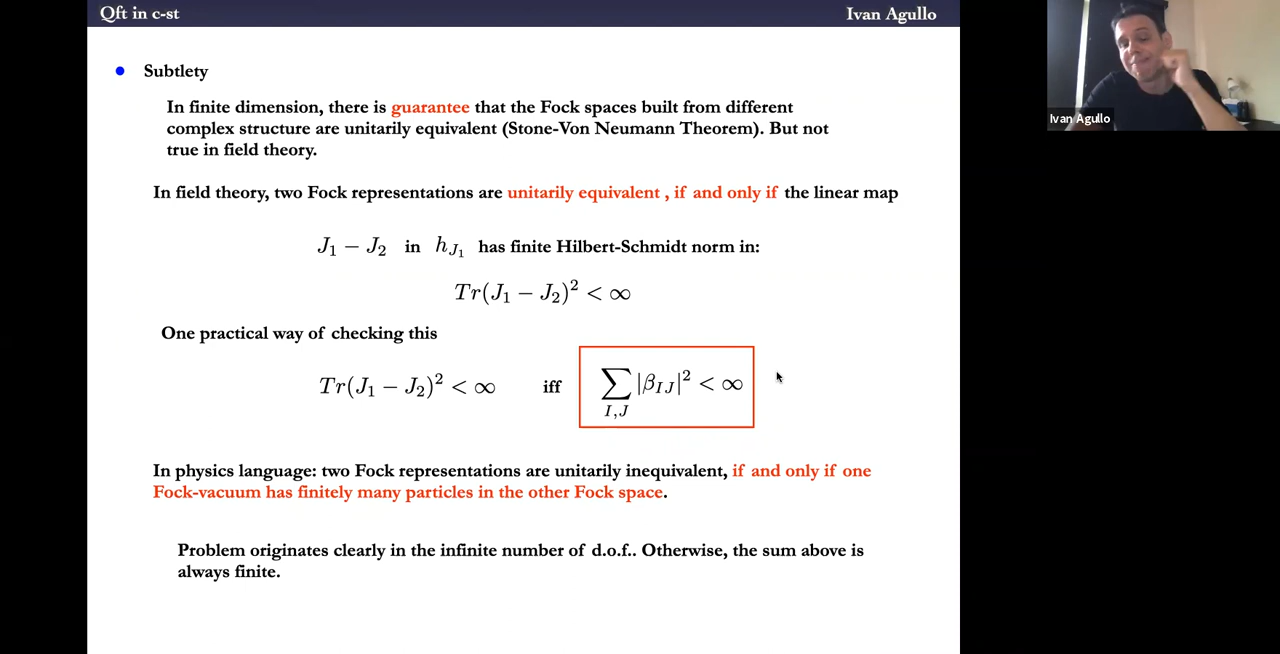 Qft in c-st
Ivan Agullo
Subtlety
In finite dimension, there is guarantee that the Fock spaces built from different
complex structure are unitarily equivalent (Stone-Von Neumann Theorem). But not
true in field theory.
In field theory, two Fock representations are unitarily equivalent , if and only if the linear map
J₁ − J₂ in h_{J₁} has finite Hilbert-Schmidt norm in:
Tr(J₁ − J₂)² < ∞
One practical way of checking this
Tr(J₁ − J₂)² < ∞ iff ∑_{I,J} |β_{IJ}|² < ∞
In physics language: two Fock representations are unitarily inequivalent, if and only if one
Fock-vacuum has finitely many particles in the other Fock space.
Problem originates clearly in the infinite number of d.o.f.. Otherwise, the sum above is
always finite.
Ivan Agullo